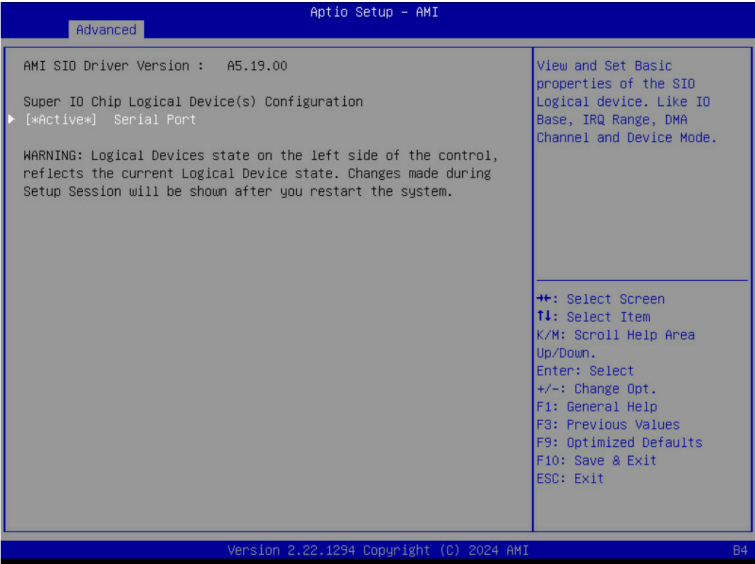 Aptio Setup – AMI
Advanced
AMI SIO Driver Version :   A5.19.00
Super IO Chip Logical Device(s) Configuration
▶ [*Active*]  Serial Port
WARNING: Logical Devices state on the left side of the control,
reflects the current Logical Device state. Changes made during
Setup Session will be shown after you restart the system.
View and Set Basic
properties of the SIO
Logical device. Like IO
Base, IRQ Range, DMA
Channel and Device Mode.
→←: Select Screen
↑↓: Select Item
K/M: Scroll Help Area
Up/Down.
Enter: Select
+/-: Change Opt.
F1: General Help
F3: Previous Values
F9: Optimized Defaults
F10: Save & Exit
ESC: Exit
Version 2.22.1294 Copyright (C) 2024 AMI
B4